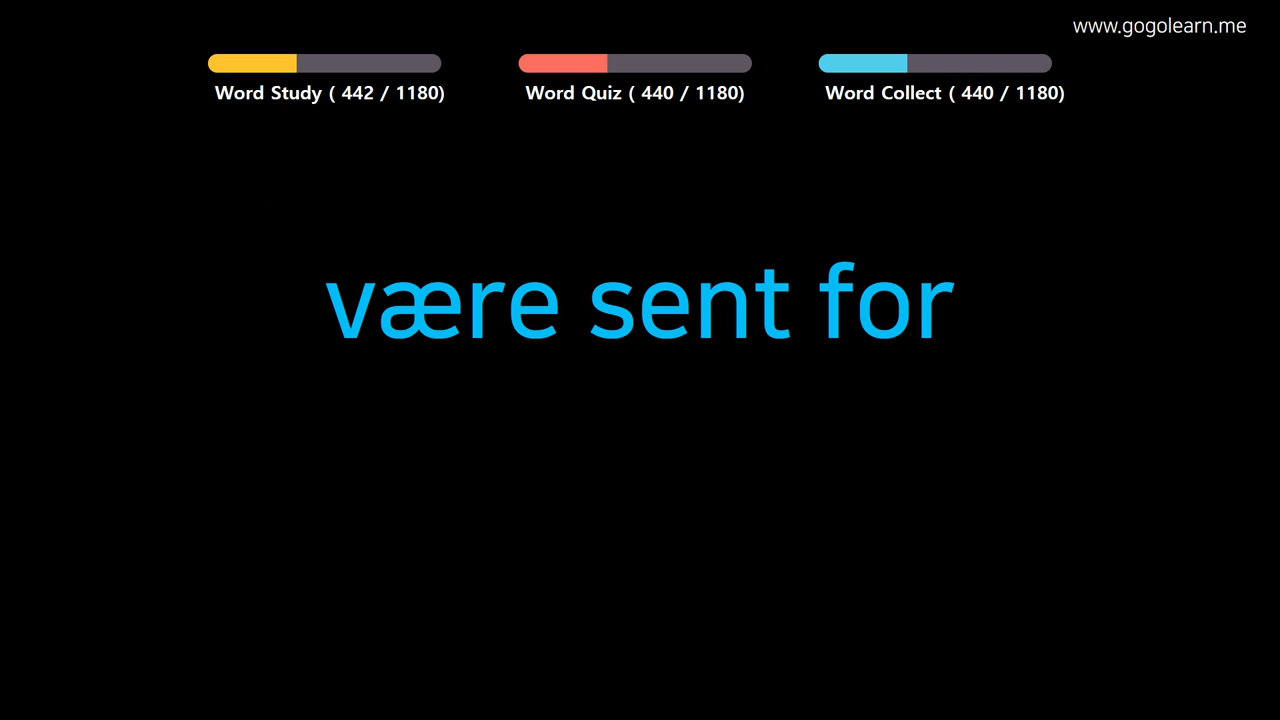 www.gogolearn.me
Word Study ( 442 / 1180)
Word Quiz ( 440 / 1180)
Word Collect ( 440 / 1180)
være sent for